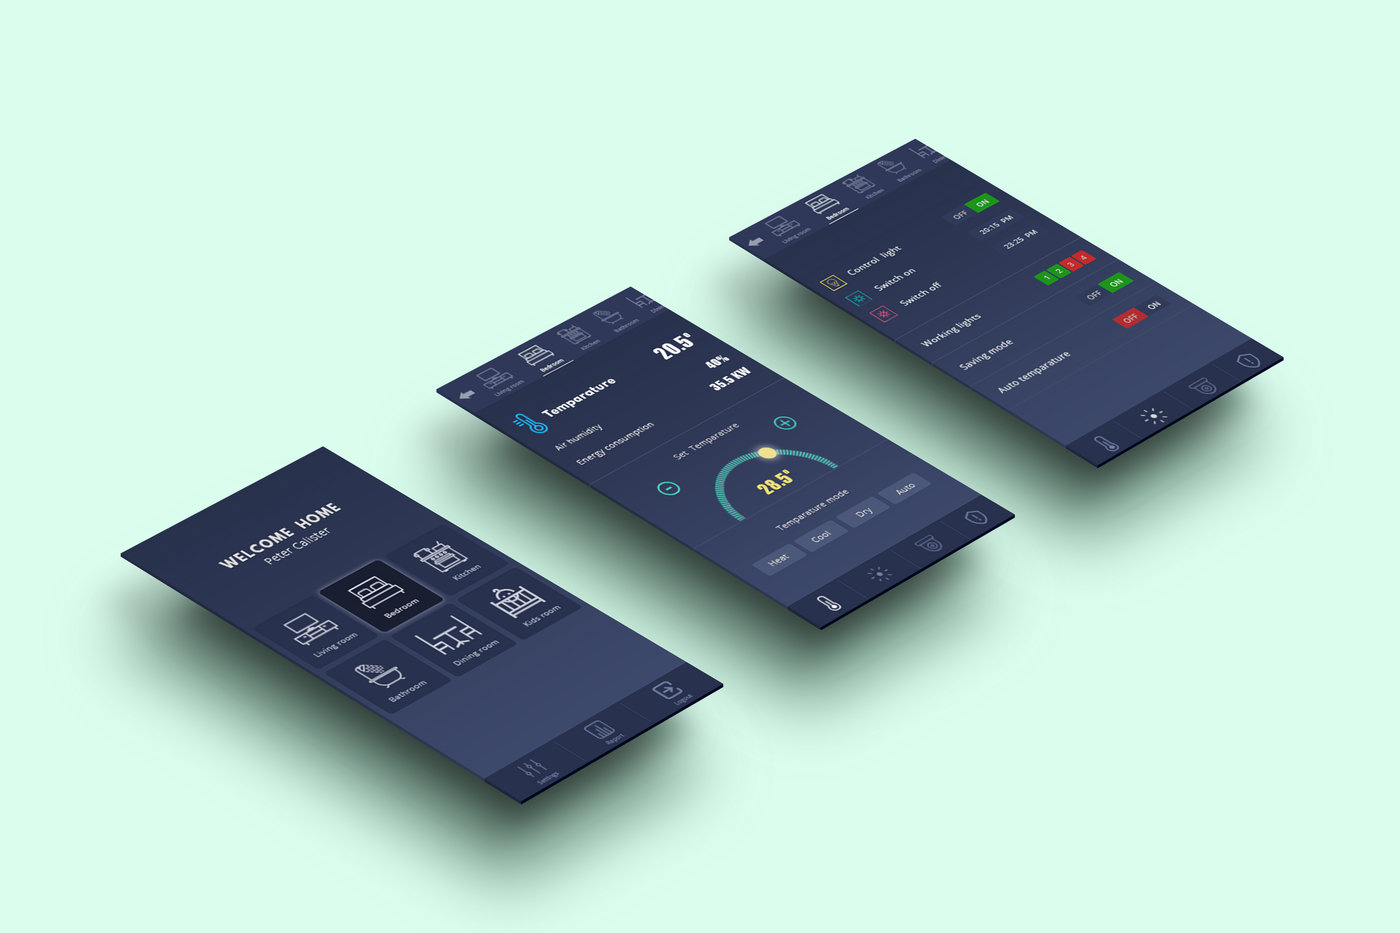 WELCOME HOME
Peter Calister
Living room
Bedroom
Kitchen
Bathroom
Dining room
Kids room
Settings
Report
Logout
Living room
Bedroom
Kitchen
Bathroom
Temparature 20.5°
Air humidity 40%
Energy consumption 35.5 KW
Set Temparature
28.5°
Temparature mode
Heat Cool Dry Auto
Living room
Bedroom
Kitchen
Bathroom
Control light OFF ON
Switch on 20:15 PM
Switch off 23:25 PM
Working lights 1 2 3 4
Saving mode OFF ON
Auto temparature OFF ON